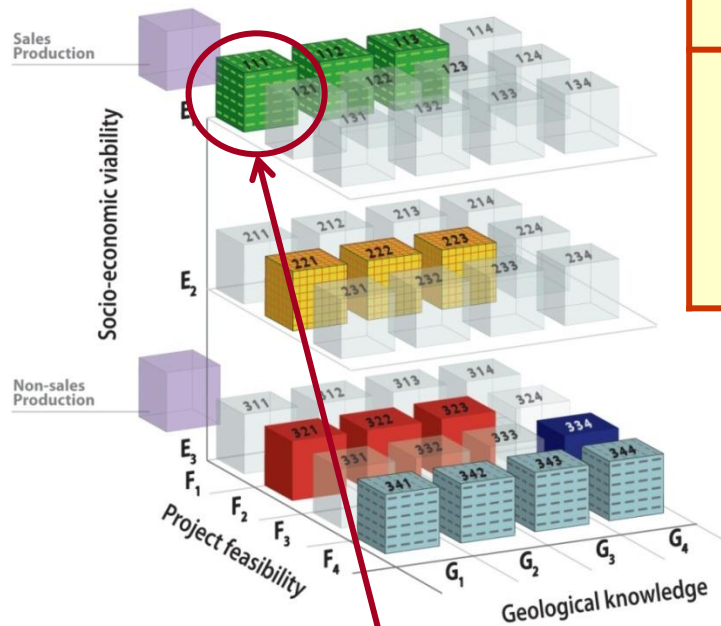 Sales
Production
Socio-economic viability
111
112
113
114
121
122
123
124
131
132
133
134
E1
211
212
213
214
221
222
223
224
231
232
233
234
E2
Non-sales
Production
311
312
313
314
321
322
323
324
331
332
333
334
341
342
343
344
E3
F1
F2
F3
F4
Project feasibility
G1
G2
G3
G4
Geological knowledge